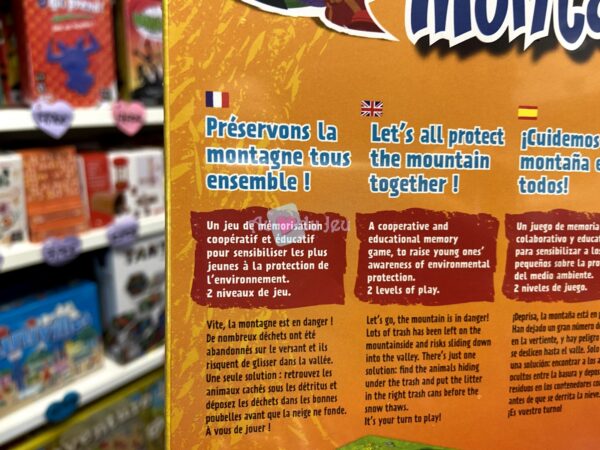 Préservons la
montagne tous
ensemble !
Un jeu de mémorisation
coopératif et éducatif
pour sensibiliser les plus
jeunes à la protection de
l'environnement.
2 niveaux de jeu.
Vite, la montagne est en danger !
De nombreux déchets ont été
abandonnés sur le versant et ils
risquent de glisser dans la vallée.
Une seule solution : retrouvez les
animaux cachés sous les détritus et
déposez les déchets dans les bonnes
poubelles avant que la neige ne fonde.
À vous de jouer !
Let's all protect
the mountain
together !
A cooperative and
educational memory
game, to raise young ones'
awareness of environmental
protection.
2 levels of play.
Let's go, the mountain is in danger!
Lots of trash has been left on the
mountainside and risks sliding down
into the valley. There's just one
solution: find the animals hiding
under the trash and put the litter
in the right trash cans before the
snow thaws.
It's your turn to play!
¡Cuidemos
montaña e
todos!
Un juego de memoria
colaborativo y educat
para sensibilizar a los
pequeños sobre la pro
del medio ambiente.
2 niveles de juego.
¡Deprisa, la montaña está en p
Han dejado un gran número d
en la vertiente, y hay peligro
se deslicen hasta el valle. Solo
una solución: encontrar a los a
ocultos entre la basura y depos
residuos en los contenedores co
antes de que se derrita la nieve.
¡Es vuestro turno!